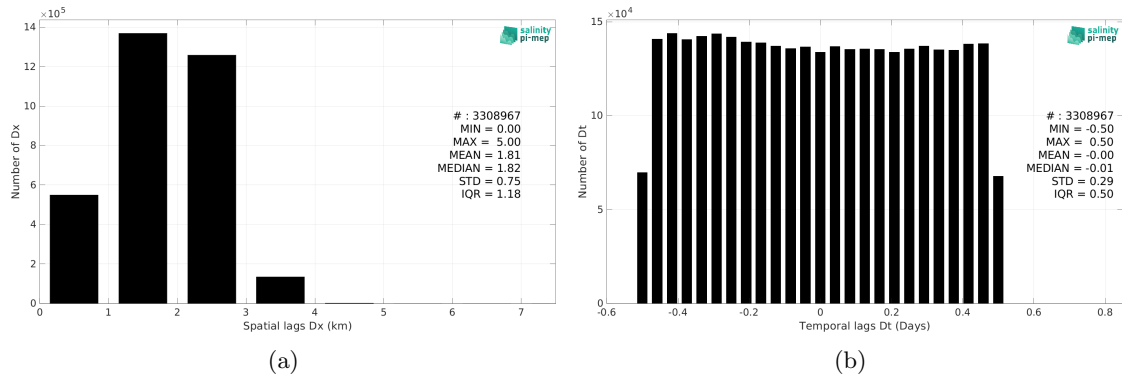 ×10⁵
14
12
10
8
6
4
2
0
0 1 2 3 4 5 6 7
Number of Dx
Spatial lags Dx (km)
salinity
pi-mep
# : 3308967
MIN = 0.00
MAX = 5.00
MEAN = 1.81
MEDIAN = 1.82
STD = 0.75
IQR = 1.18
(a)
×10⁴
15
10
5
0
-0.6 -0.4 -0.2 0 0.2 0.4 0.6 0.8
Number of Dt
Temporal lags Dt (Days)
salinity
pi-mep
# : 3308967
MIN = -0.50
MAX = 0.50
MEAN = -0.00
MEDIAN = -0.01
STD = 0.29
IQR = 0.50
(b)